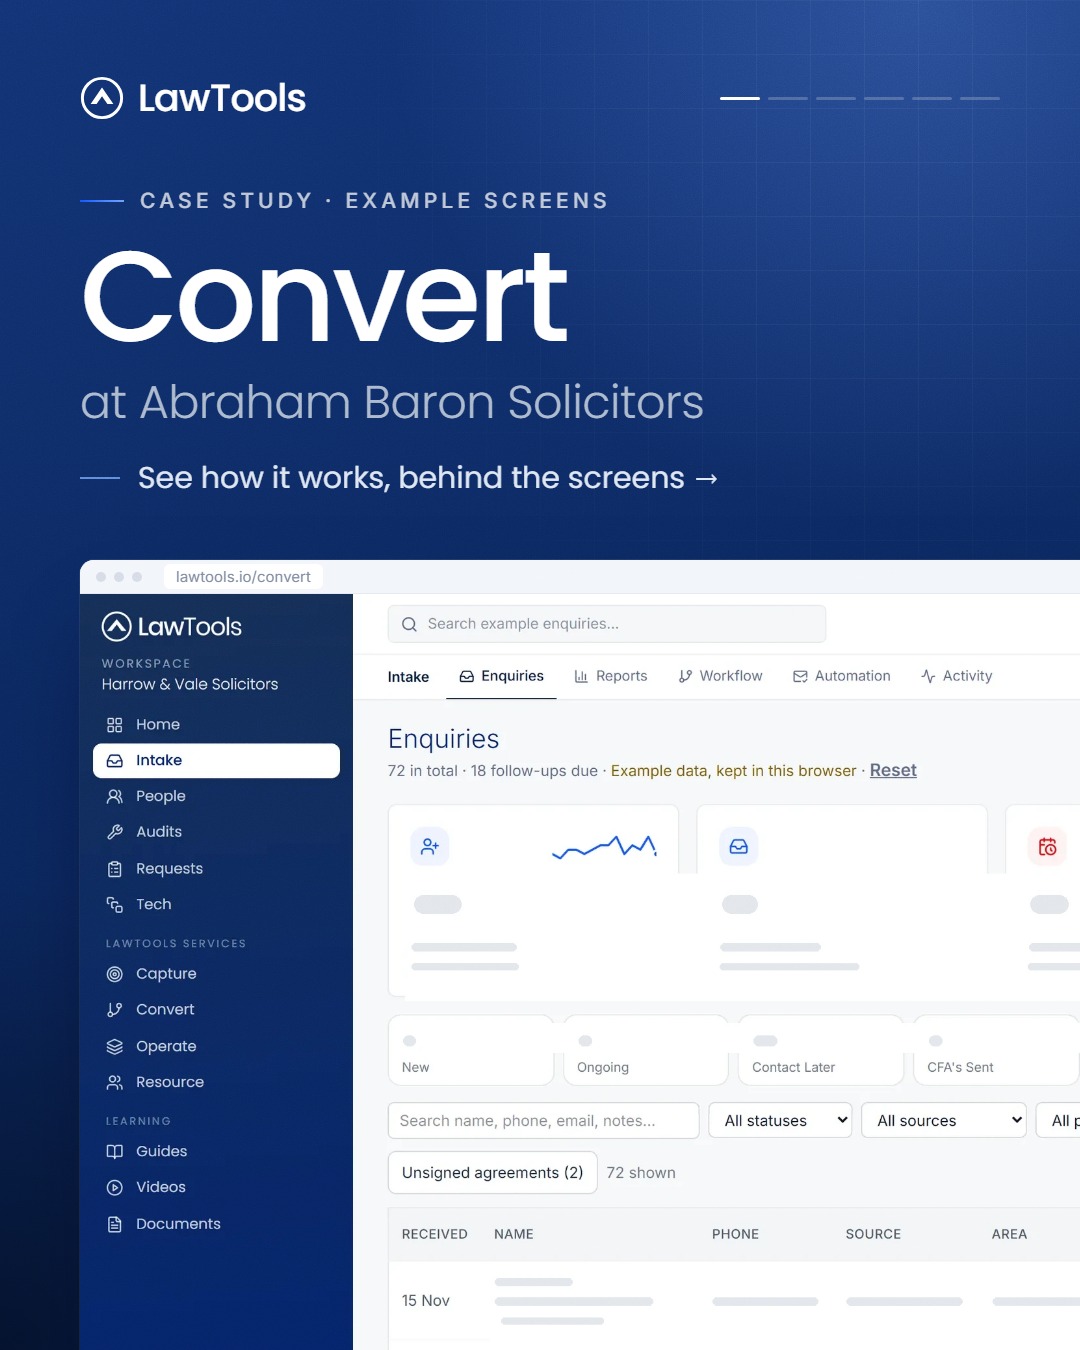 LawTools
CASE STUDY · EXAMPLE SCREENS
Convert
at Abraham Baron Solicitors
See how it works, behind the screens →
lawtools.io/convert
LawTools
WORKSPACE
Harrow & Vale Solicitors
Home
Intake
People
Audits
Requests
Tech
LAWTOOLS SERVICES
Capture
Convert
Operate
Resource
LEARNING
Guides
Videos
Documents
Search example enquiries...
Intake Enquiries Reports Workflow Automation Activity
Enquiries
72 in total · 18 follow-ups due · Example data, kept in this browser · Reset
New Ongoing Contact Later CFA's Sent
Search name, phone, email, notes... All statuses All sources All p
Unsigned agreements (2) 72 shown
RECEIVED NAME PHONE SOURCE AREA
15 Nov